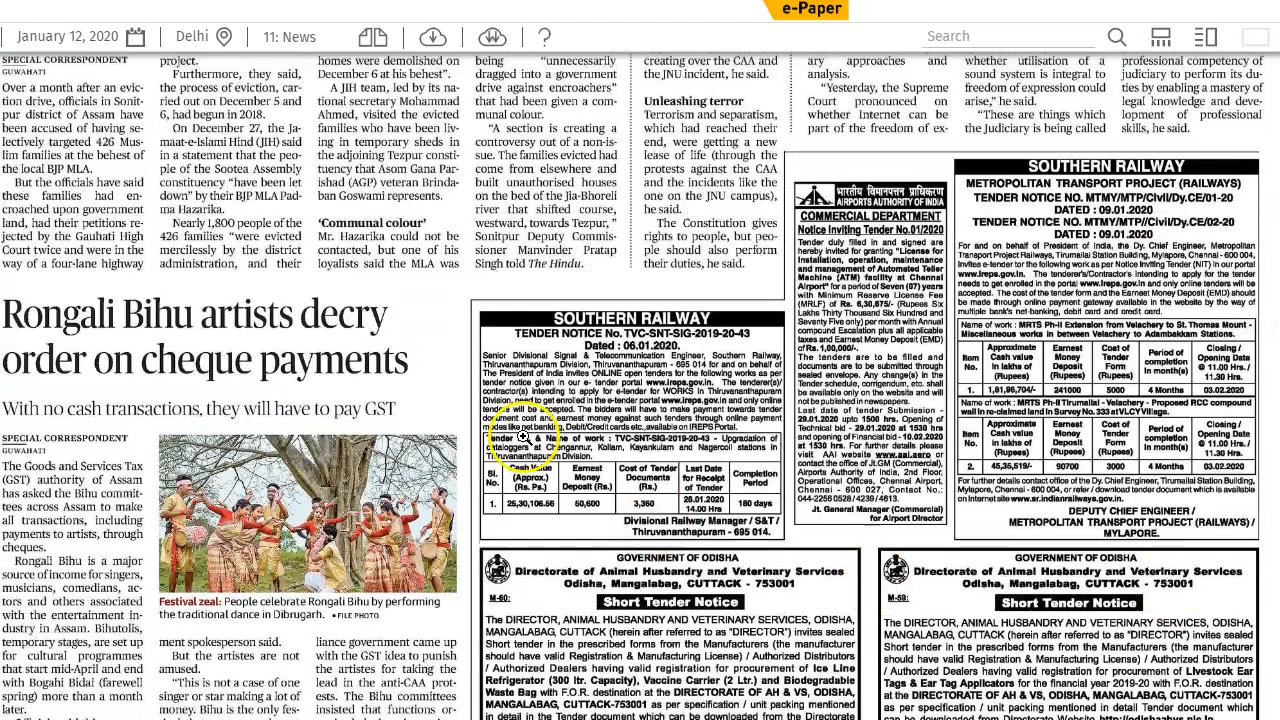 e-Paper
January 12, 2020
Delhi
11: News
?
Search
SPECIAL CORRESPONDENT
GUWAHATI
Over a month after an evic-
tion drive, officials in Sonit-
pur district of Assam have
been accused of having se-
lectively targeted 426 Mus-
lim families at the behest of
the local BJP MLA.
But the officials have said
these families had en-
croached upon government
land, had their petitions re-
jected by the Gauhati High
Court twice and were in the
way of a four-lane highway
project.
Furthermore, they said,
the process of eviction, car-
ried out on December 5 and
6, had begun in 2018.
On December 27, the Ja-
maat-e-Islami Hind (JIH) said
in a statement that the peo-
ple of the Sootea Assembly
constituency “have been let
down” by their BJP MLA Pad-
ma Hazarika.
Nearly 1,800 people of the
426 families “were evicted
mercilessly by the district
administration, and their
homes were demolished on
December 6 at his behest”.
A JIH team, led by its na-
tional secretary Mohammad
Ahmed, visited the evicted
families who have been liv-
ing in temporary sheds in
the adjoining Tezpur consti-
tuency that Asom Gana Par-
ishad (AGP) veteran Brinda-
ban Goswami represents.
‘Communal colour’
Mr. Hazarika could not be
contacted, but one of his
loyalists said the MLA was
being “unnecessarily
dragged into a government
drive against encroachers”
that had been given a com-
munal colour.
“A section is creating a
controversy out of a non-is-
sue. The families evicted had
come from elsewhere and
built unauthorised houses
on the bed of the Jia-Bhoreli
river that shifted course,
westward, towards Tezpur, ”
Sonitpur Deputy Commis-
sioner Manvinder Pratap
Singh told The Hindu.
creating over the CAA and
the JNU incident, he said.
Unleashing terror
Terrorism and separatism,
which had reached their
end, were getting a new
lease of life (through the
protests against the CAA
and the incidents like the
one on the JNU campus),
he said.
The Constitution gives
rights to people, but peo-
ple should also perform
their duties, he said.
ary approaches and
analysis.
“Yesterday, the Supreme
Court pronounced on
whether Internet can be
part of the freedom of ex-
whether utilisation of a
sound system is integral to
freedom of expression could
arise,” he said.
“These are things which
the Judiciary is being called
professional competency of
judiciary to perform its du-
ties by enabling a mastery of
legal knowledge and deve-
lopment of professional
skills, he said.
Rongali Bihu artists decry
order on cheque payments
With no cash transactions, they will have to pay GST
SPECIAL CORRESPONDENT
GUWAHATI
The Goods and Services Tax
(GST) authority of Assam
has asked the Bihu commit-
tees across Assam to make
all transactions, including
payments to artists, through
cheques.
Rongali Bihu is a major
source of income for singers,
musicians, comedians, ac-
tors and others associated
with the entertainment in-
dustry in Assam. Bihutolis,
temporary stages, are set up
for cultural programmes
that start mid-April and end
with Bogahi Bidai (farewell
spring) more than a month
later.
Festival zeal: People celebrate Rongali Bihu by performing
the traditional dance in Dibrugarh. •FILE PHOTO
ment spokesperson said.
But the artistes are not
amused.
“This is not a case of one
singer or star making a lot of
money. Bihu is the only fes-
liance government came up
with the GST idea to punish
the artistes for taking the
lead in the anti-CAA prot-
ests. The Bihu committees
insisted that functions or-
SOUTHERN RAILWAY
TENDER NOTICE No. TVC-SNT-SIG-2019-20-43
Dated : 06.01.2020.
Senior Divisional Signal & Telecommunication Engineer, Southern Railway,
Thiruvananthapuram Division, Thiruvananthapuram - 695 014 for and on behalf of
The President of India invites ONLINE open tenders for the following works as per
tender notice given in our e-tender portal www.ireps.gov.in. The tenderer(s)/
contractor(s) intending to apply for e-tender for WORKS in Thiruvananthapuram
Division, need to get enrolled in the e-tender portal www.ireps.gov.in and only online
tenders will be accepted. The bidders will have to make payment towards tender
document cost and earnest money against such tenders through online payment
modes like net banking, Debit/Credit cards etc., available on IREPS Portal.
Tender & Name of work : TVC-SNT-SIG-2019-20-43 - Upgradation of
dataloggers at Chengannur, Kollam, Kayankulam and Nagercoil stations in
Thiruvananthapuram Division.
Sl. No. Cash Value (Approx.) (Rs. Ps.) Earnest Money Deposit (Rs.) Cost of Tender Documents (Rs.) Last Date for Receipt of Tender Completion Period
1. 25,30,106.56 50,600 3,350 28.01.2020 14.00 Hrs 180 days
Divisional Railway Manager / S&T /
Thiruvananthapuram - 695 014.
भारतीय विमानपत्तन प्राधिकरण
AIRPORTS AUTHORITY OF INDIA
COMMERCIAL DEPARTMENT
Notice Inviting Tender No.01/2020
Tender duly filled in and signed are
hereby invited for granting "License for
Installation, operation, maintenance
and management of Automated Teller
Machine (ATM) facility at Chennai
Airport" for a period of Seven (07) years
with Minimum Reserve License Fee
(MRLF) of Rs. 6,30,675/- (Rupees Six
Lakhs Thirty Thousand Six Hundred and
Seventy Five only) per month with Annual
compound Escalation plus all applicable
taxes and Earnest Money Deposit (EMD)
of Rs.1,00,000/-.
The tenders are to be filled and
documents are to be submitted through
sealed envelope. Any change(s) in the
Tender schedule, corrigendum, etc. shall
be available only on the website and will
not be published in newspapers.
Last date of tender Submission -
29.01.2020 upto 1500 hrs. Opening of
Technical bid - 29.01.2020 at 1530 hrs
and opening of Financial bid - 10.02.2020
at 1530 hrs. For further details please
visit AAI website www.aai.aero or
contact the office of Jt.GM (Commercial),
Airports Authority of India, 2nd Floor,
Operational Offices, Chennai Airport,
Chennai - 600 027, Contact No.:
044-2256 0528 / 4239 / 4613.
Jt. General Manager (Commercial)
for Airport Director
SOUTHERN RAILWAY
METROPOLITAN TRANSPORT PROJECT (RAILWAYS)
TENDER NOTICE NO. MTMY/MTP/Civil/Dy.CE/01-20
DATED : 09.01.2020
TENDER NOTICE NO. MTMY/MTP/Civil/Dy.CE/02-20
DATED : 09.01.2020
For and on behalf of President of India, the Dy. Chief Engineer, Metropolitan
Transport Project Railways, Tirumailai Station Building, Mylapore, Chennai - 600 004,
invites e-tender for the following works as per Notice Inviting Tender (NIT) in our portal
www.ireps.gov.in. The tenderer's/Contractor's intending to apply for the tender
needs to get enrolled in the portal www.ireps.gov.in and only online tenders will be
accepted. The cost of the tender form and the Earnest Money Deposit (EMD) should
be made through online payment gateway available in the website by the way of
multiple bank's net-banking, debit card and credit card.
Name of work : MRTS Ph-II Extension from Velachery to St. Thomas Mount -
Miscellaneous works in between Velachery to Adambakkam Stations.
Item No. Approximate Cash value in lakhs of (Rupees) Earnest Money Deposit (Rupees) Cost of Tender Form (Rupees) Period of completion in month(s) Closing / Opening Date @ 11.00 Hrs. / 11.30 Hrs.
1. 1,81,96,704/- 241000 5000 4 Months 03.02.2020
Name of work : MRTS Ph-II Tirumailai - Velachery - Proposed RCC compound
wall in re-claimed land in Survey No. 333 at VLCY Village.
Item No. Approximate Cash value in lakhs of (Rupees) Earnest Money Deposit (Rupees) Cost of Tender Form (Rupees) Period of completion in month(s) Closing / Opening Date @ 11.00 Hrs. / 11.30 Hrs.
2. 45,35,519/- 90700 3000 4 Months 03.02.2020
For further details contact office of the Dy. Chief Engineer, Tirumailai Station Building,
Mylapore, Chennai - 600 004, or refer / download tender document which is available
on Internet site www.sr.indianrailways.gov.in.
DEPUTY CHIEF ENGINEER /
METROPOLITAN TRANSPORT PROJECT (RAILWAYS) /
MYLAPORE.
GOVERNMENT OF ODISHA
Directorate of Animal Husbandry and Veterinary Services
Odisha, Mangalabag, CUTTACK - 753001
M-60:
Short Tender Notice
The DIRECTOR, ANIMAL HUSBANDRY AND VETERINARY SERVICES, ODISHA,
MANGALABAG, CUTTACK (herein after referred to as "DIRECTOR") invites sealed
Short tender in the prescribed forms from the Manufacturers (the manufacturer
should have valid Registration & Manufacturing License) / Authorized Distributors
/ Authorized Dealers having valid registration for procurement of Ice Line
Refrigerator (300 ltr. Capacity), Vaccine Carrier (2 Ltr.) and Biodegradable
Waste Bag with F.O.R. destination at the DIRECTORATE OF AH & VS, ODISHA,
MANGALABAG, CUTTACK-753001 as per specification / unit packing mentioned
in detail in the Tender document which can be downloaded from the Directorate
GOVERNMENT OF ODISHA
Directorate of Animal Husbandry and Veterinary Services
Odisha, Mangalabag, CUTTACK - 753001
M-59:
Short Tender Notice
The DIRECTOR, ANIMAL HUSBANDRY AND VETERINARY SERVICES, ODISHA,
MANGALABAG, CUTTACK (herein after referred to as "DIRECTOR") invites sealed
Short tender in the prescribed forms from the Manufacturers (the manufacturer
should have valid Registration & Manufacturing License) / Authorized Distributors
/ Authorized Dealers having valid registration for procurement of Livestock Ear
Tags & Ear Tag Applicators for the financial year 2019-20 with F.O.R. destination
at the DIRECTORATE OF AH & VS, ODISHA, MANGALABAG, CUTTACK-753001
as per specification / unit packing mentioned in detail Tender document which
can be downloaded from Directorate Website